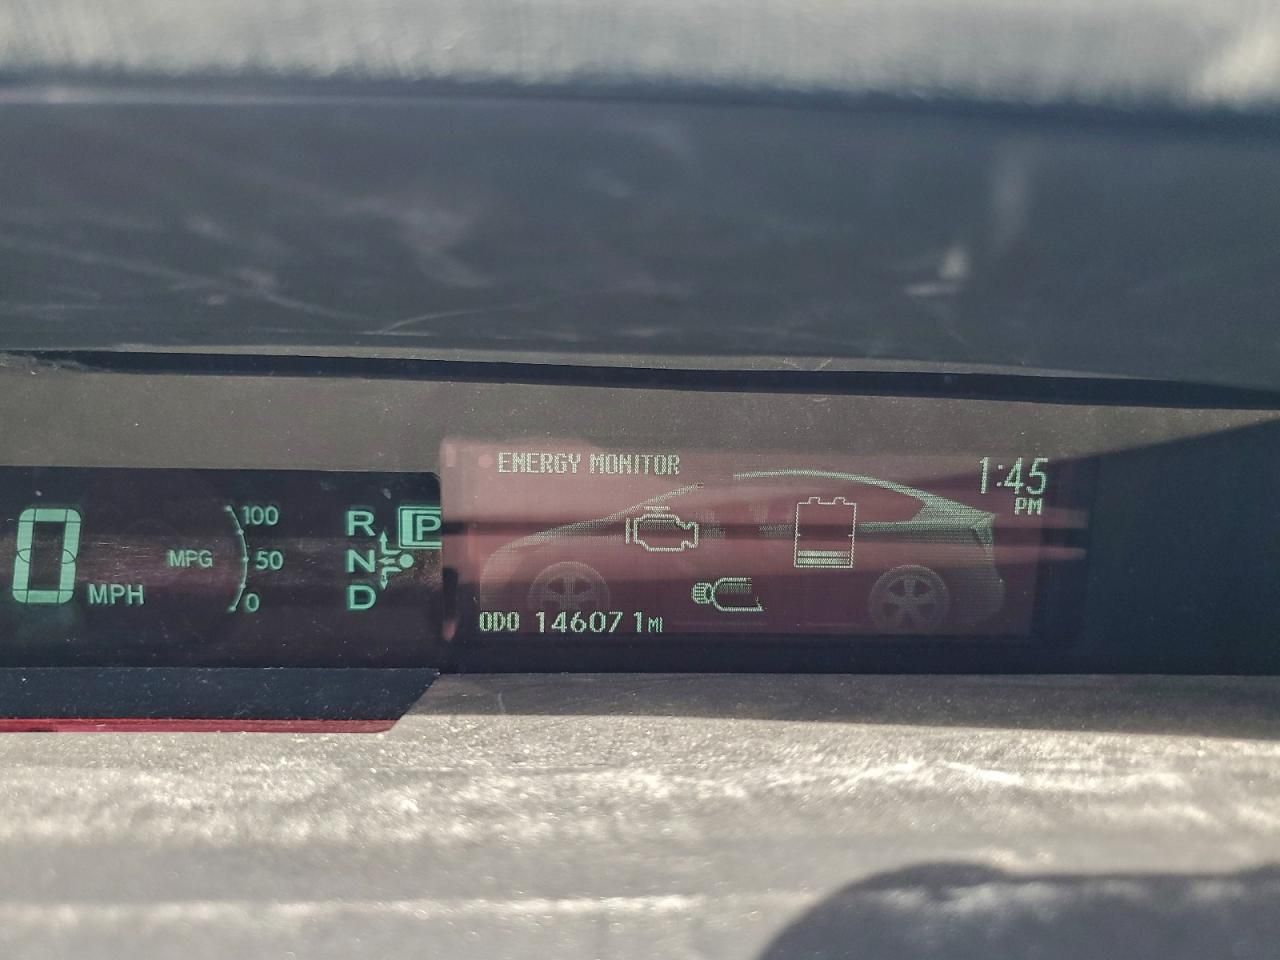 ENERGY MONITOR
1:45
PM
0 MPH
MPG
100
50
0
R
N
D
P
ODO 146071 MI